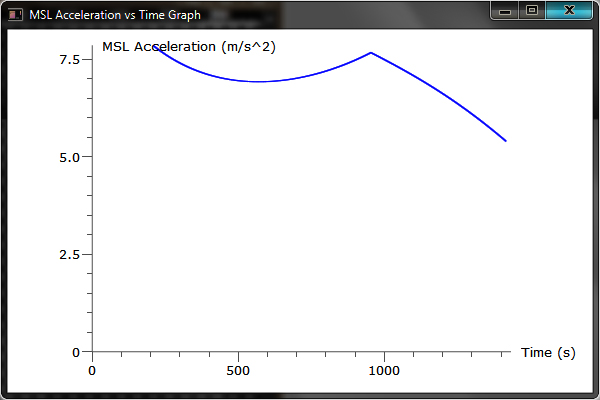 MSL Acceleration vs Time Graph
MSL Acceleration (m/s^2)
7.5
5.0
2.5
0
0 500 1000
Time (s)